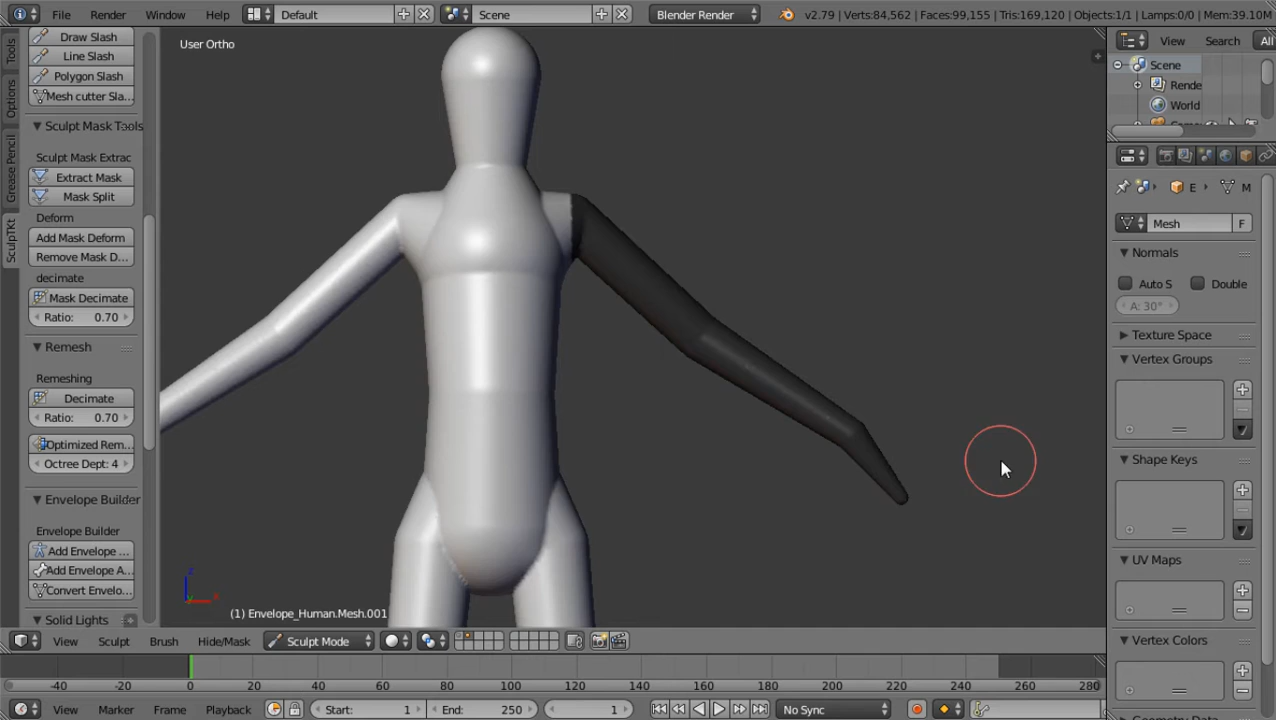 File Render Window Help Default Scene Blender Render v2.79 | Verts:84,562 | Faces:99,155 | Tris:169,120 | Objects:1/1 | Lamps:0/0 | Mem:39.10M
Tools
Options
Grease Pencil
SculpTKt
Draw Slash
Line Slash
Polygon Slash
Mesh cutter Sla...
Sculpt Mask Tools
Sculpt Mask Extrac
Extract Mask
Mask Split
Deform
Add Mask Deform
Remove Mask D...
decimate
Mask Decimate
Ratio: 0.70
Remesh
Remeshing
Decimate
Ratio: 0.70
Optimized Rem...
Octree Dept: 4
Envelope Builder
Envelope Builder
Add Envelope ...
Add Envelope A...
Convert Envelo...
Solid Lights
User Ortho
(1) Envelope_Human.Mesh.001
View Sculpt Brush Hide/Mask Sculpt Mode
-40 -20 0 20 40 60 80 100 120 140 160 180 200 220 240 260 280
View Marker Frame Playback Start: 1 End: 250 1 No Sync
View Search All
Scene
Rende
World
E M
Mesh F
Normals
Auto S Double
A: 30°
Texture Space
Vertex Groups
Shape Keys
UV Maps
Vertex Colors